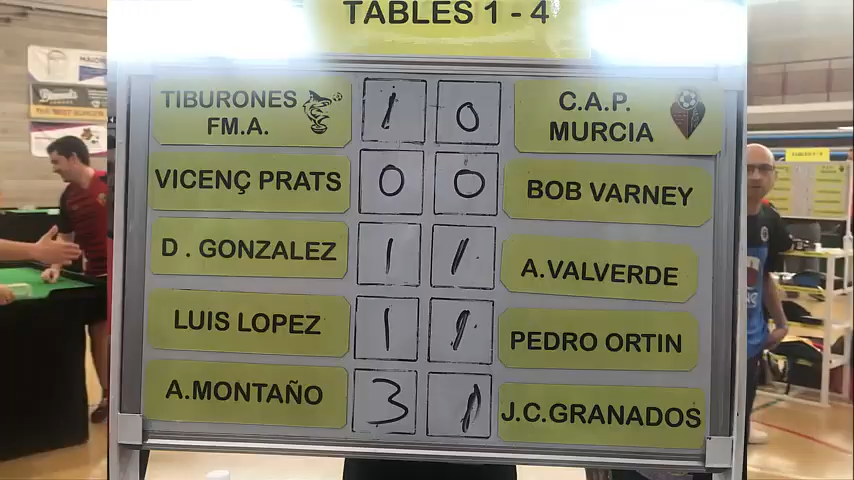 TABLES 1 - 4
TIBURONES 1 0 C.A.P.
FM.A. MURCIA
VICENÇ PRATS 0 0 BOB VARNEY
D . GONZALEZ 1 1 A.VALVERDE
LUIS LOPEZ 1 1 PEDRO ORTIN
A.MONTAÑO 3 1 J.C.GRANADOS